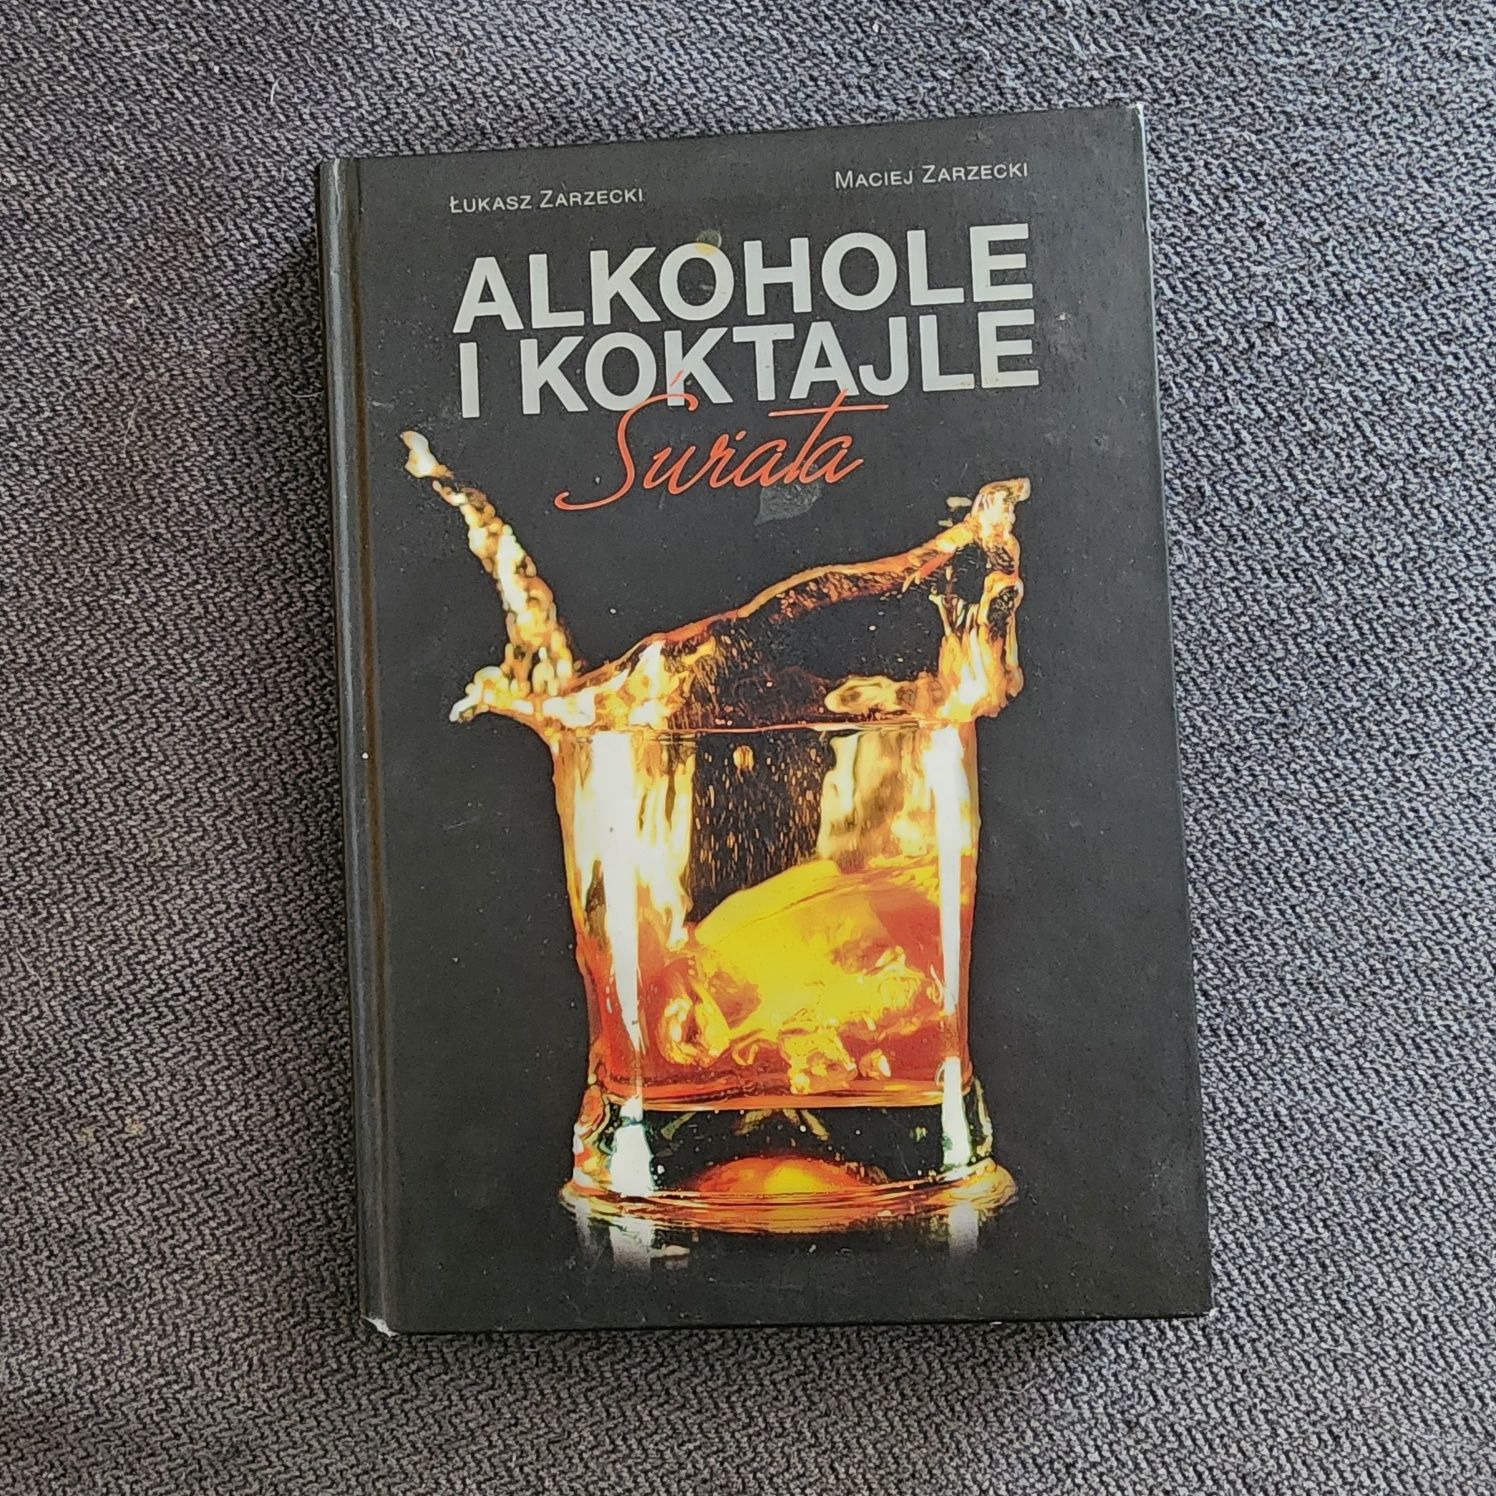 Łukasz Zarzecki
Maciej Zarzecki
ALKOHOLE
I KOKTAJLE
Świata